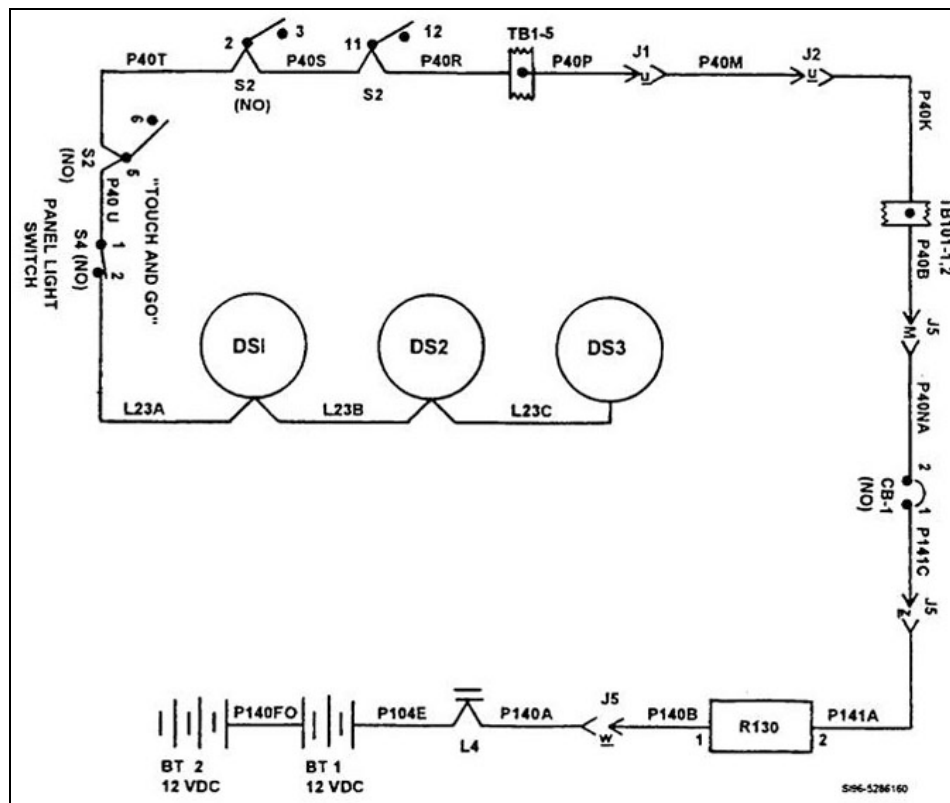 TB1-5
2
3
11
12
J1
J2
P40T
P40S
P40R
P40P
P40M
u
u
S2
(NO)
S2
P40K
6
5
S2
(NO)
"TOUCH AND GO"
P40 U
TB101-1,2
P40B
1
2
S4 (NO)
PANEL LIGHT
SWITCH
J5
M
DS1
DS2
DS3
L23A
L23B
L23C
P40NA
2
1
CB-1
(NO)
P141C
J5
z
P140FO
P104E
P140A
J5
w
P140B
1
R130
2
P141A
L4
BT 2
12 VDC
BT 1
12 VDC
SI96-5286160